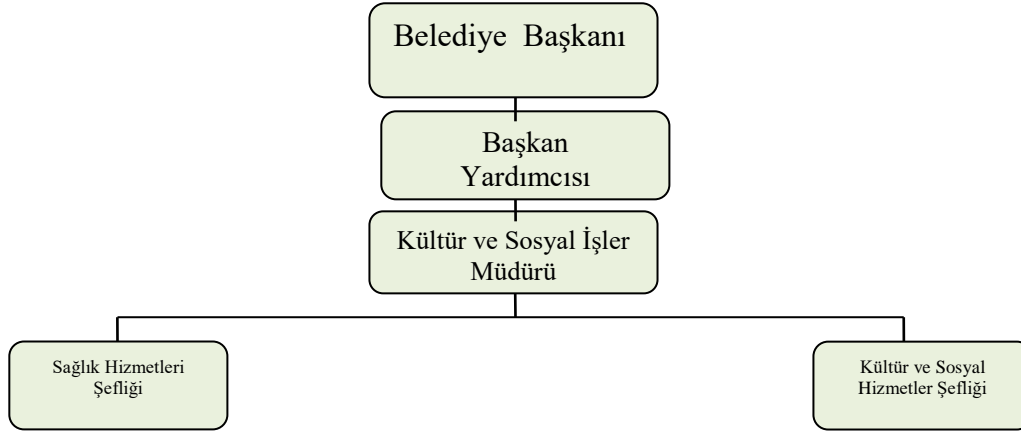 Belediye Başkanı
Başkan
Yardımcısı
Kültür ve Sosyal İşler
Müdürü
Sağlık Hizmetleri
Şefliği
Kültür ve Sosyal
Hizmetler Şefliği